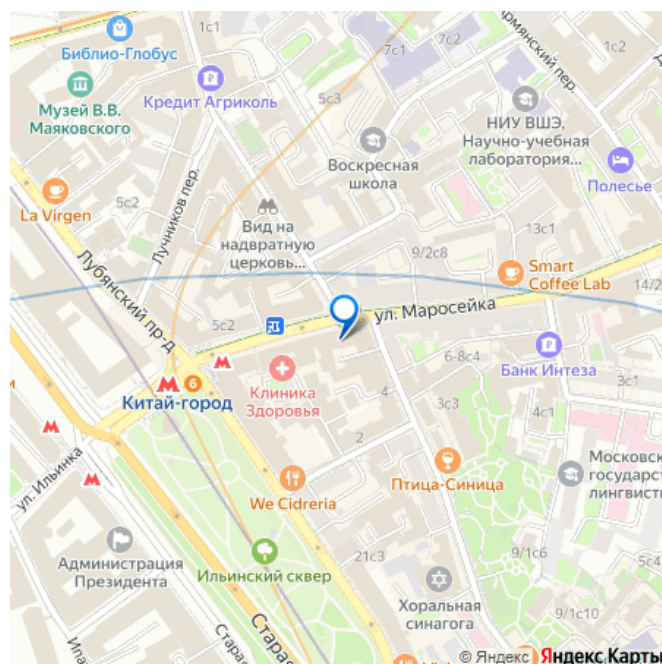 1с1
7с1
Армянский пер.
1с2
Библио-Глобус
Кредит Агриколь
5с3
Музей В.В.
Маяковского
НИУ ВШЭ,
Научно-учебная
лаборатория...
Воскресная
школа
Полесье
La Virgen
5с2
Лучников пер.
Вид на
надвратную
церковь...
13с1
9/2с8
Smart
Coffee Lab
14/2
Лубянский пр-д
5с2
ул. Маросейка
6-8с4
Банк Интеза
3с1
6
Китай-город
Клиника
Здоровья
4
3с3
4с1
2
ул. Ильинка
We Cidreria
Птица-Синица
Московск
государст
лингвисти
Администрация
Президента
21с3
9/1с6
Ильинский сквер
Хоральная
синагога
9/1с10
Старая
Стара
Ипа
© Яндекс Яндекс Карты